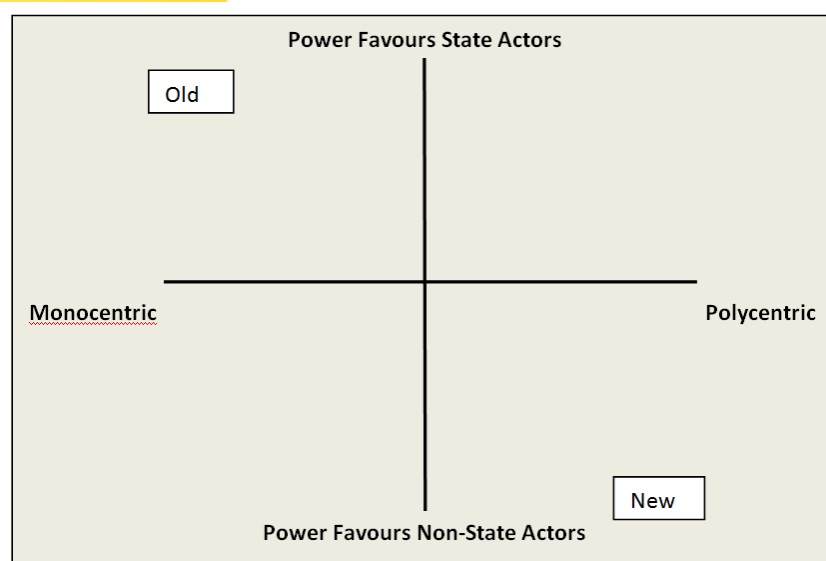 Power Favours State Actors
Old
Monocentric
Polycentric
New
Power Favours Non-State Actors